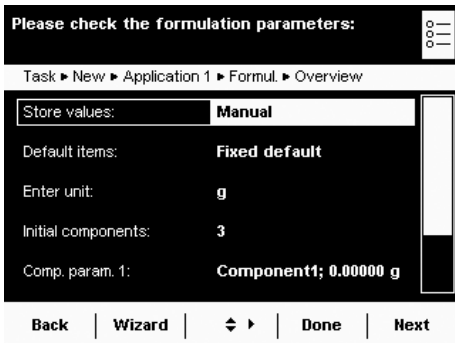 Please check the formulation parameters:
Task ▸ New ▸ Application 1 ▸ Formul. ▸ Overview
Store values: Manual
Default items: Fixed default
Enter unit: g
Initial components: 3
Comp. param. 1: Component1; 0.00000 g
Back Wizard Done Next